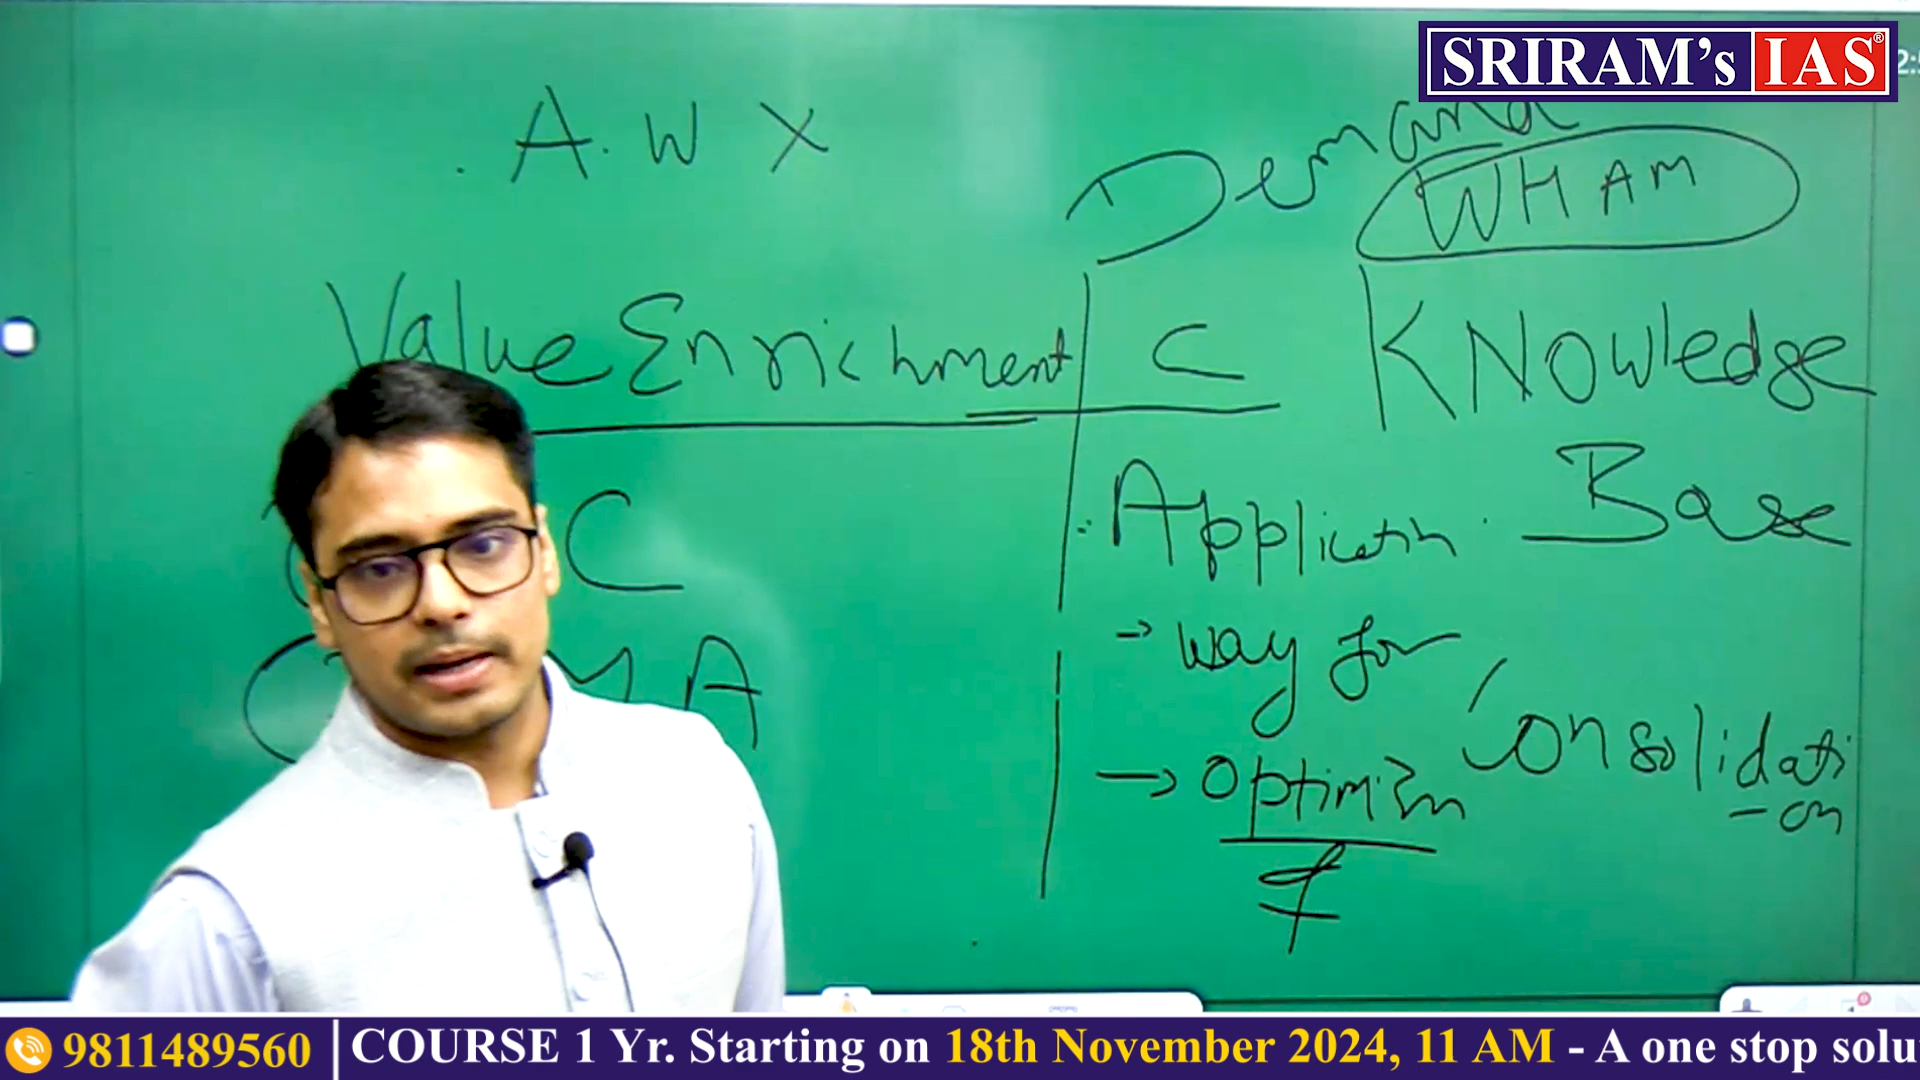 SRIRAM's IAS®
A. W X
Demand
WHAM
Value Enrichment C
KNowledge
Base
C
Application
→ way for
A
Consolidati
-on
→ Optimizn
9811489560 COURSE 1 Yr. Starting on 18th November 2024, 11 AM - A one stop solu